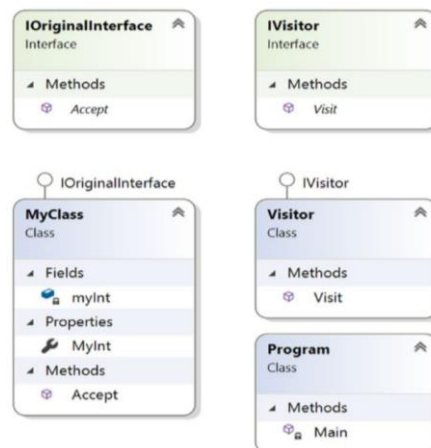 IOriginalInterface
Interface
Methods
Accept
IVisitor
Interface
Methods
Visit
IOriginalInterface
MyClass
Class
Fields
myInt
Properties
MyInt
Methods
Accept
IVisitor
Visitor
Class
Methods
Visit
Program
Class
Methods
Main